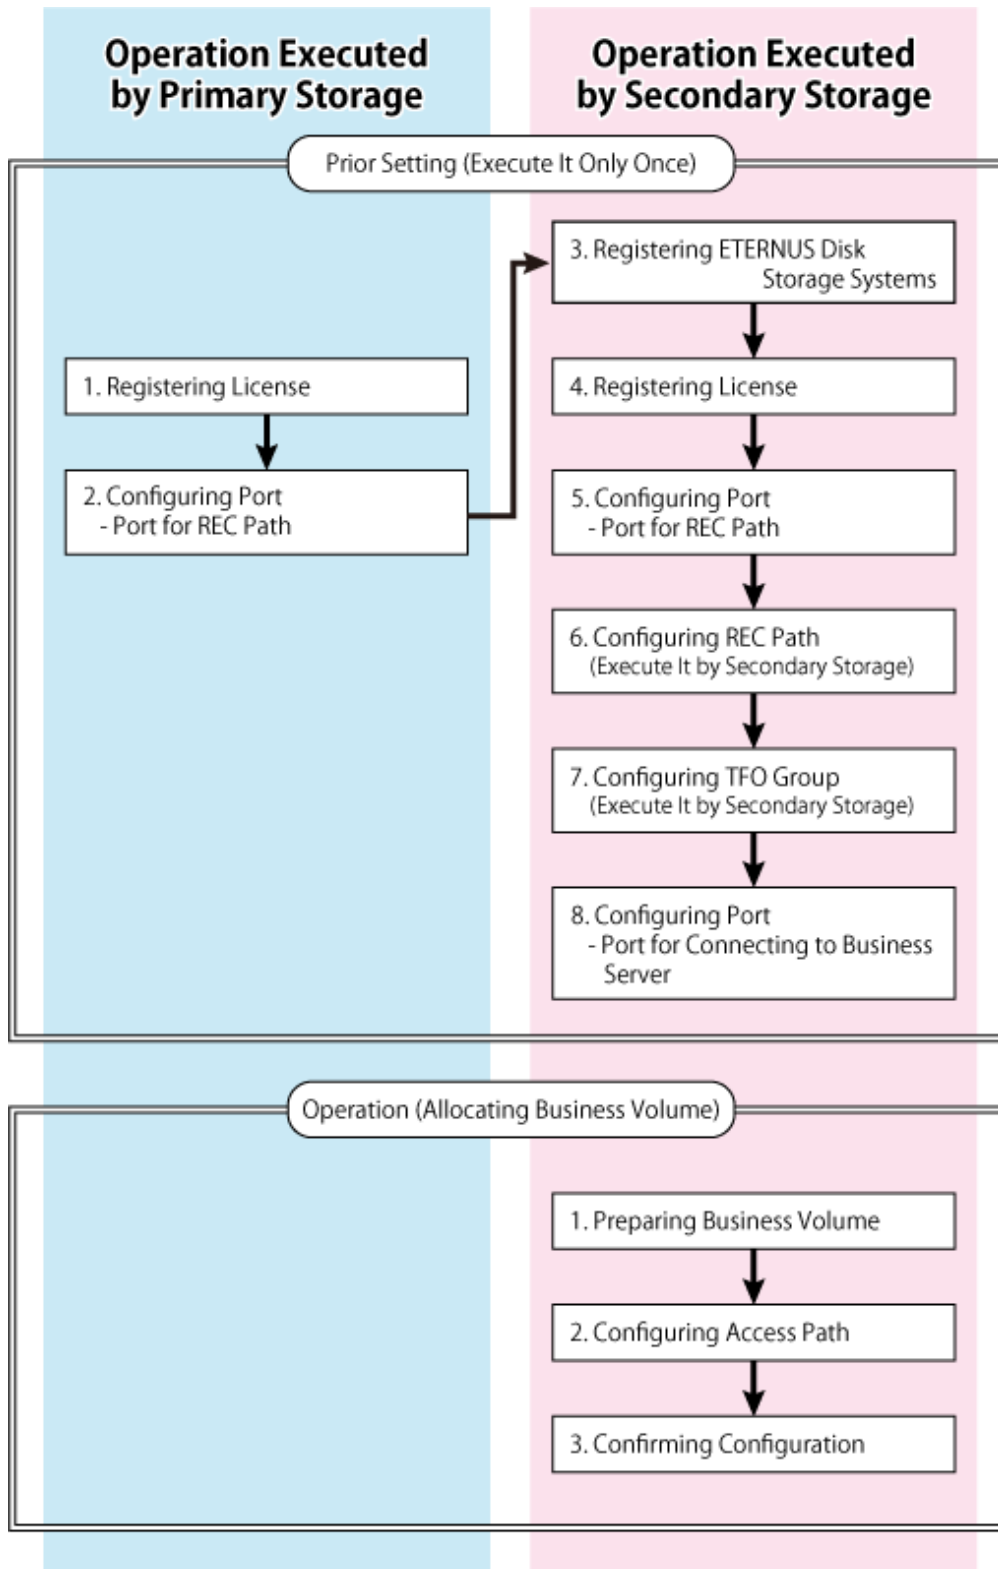 Operation Executed
by Primary Storage
Operation Executed
by Secondary Storage
Prior Setting (Execute It Only Once)
1. Registering License
2. Configuring Port
- Port for REC Path
3. Registering ETERNUS Disk
Storage Systems
4. Registering License
5. Configuring Port
- Port for REC Path
6. Configuring REC Path
(Execute It by Secondary Storage)
7. Configuring TFO Group
(Execute It by Secondary Storage)
8. Configuring Port
- Port for Connecting to Business
Server
Operation (Allocating Business Volume)
1. Preparing Business Volume
2. Configuring Access Path
3. Confirming Configuration